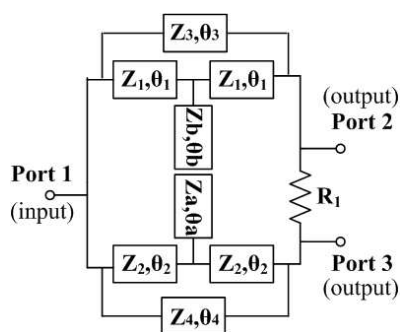 Z3,θ3
Z1,θ1
Z1,θ1
(output)
Port 2
Zb,θb
Port 1
(input)
R1
Za,θa
Z2,θ2
Z2,θ2
Port 3
(output)
Z4,θ4